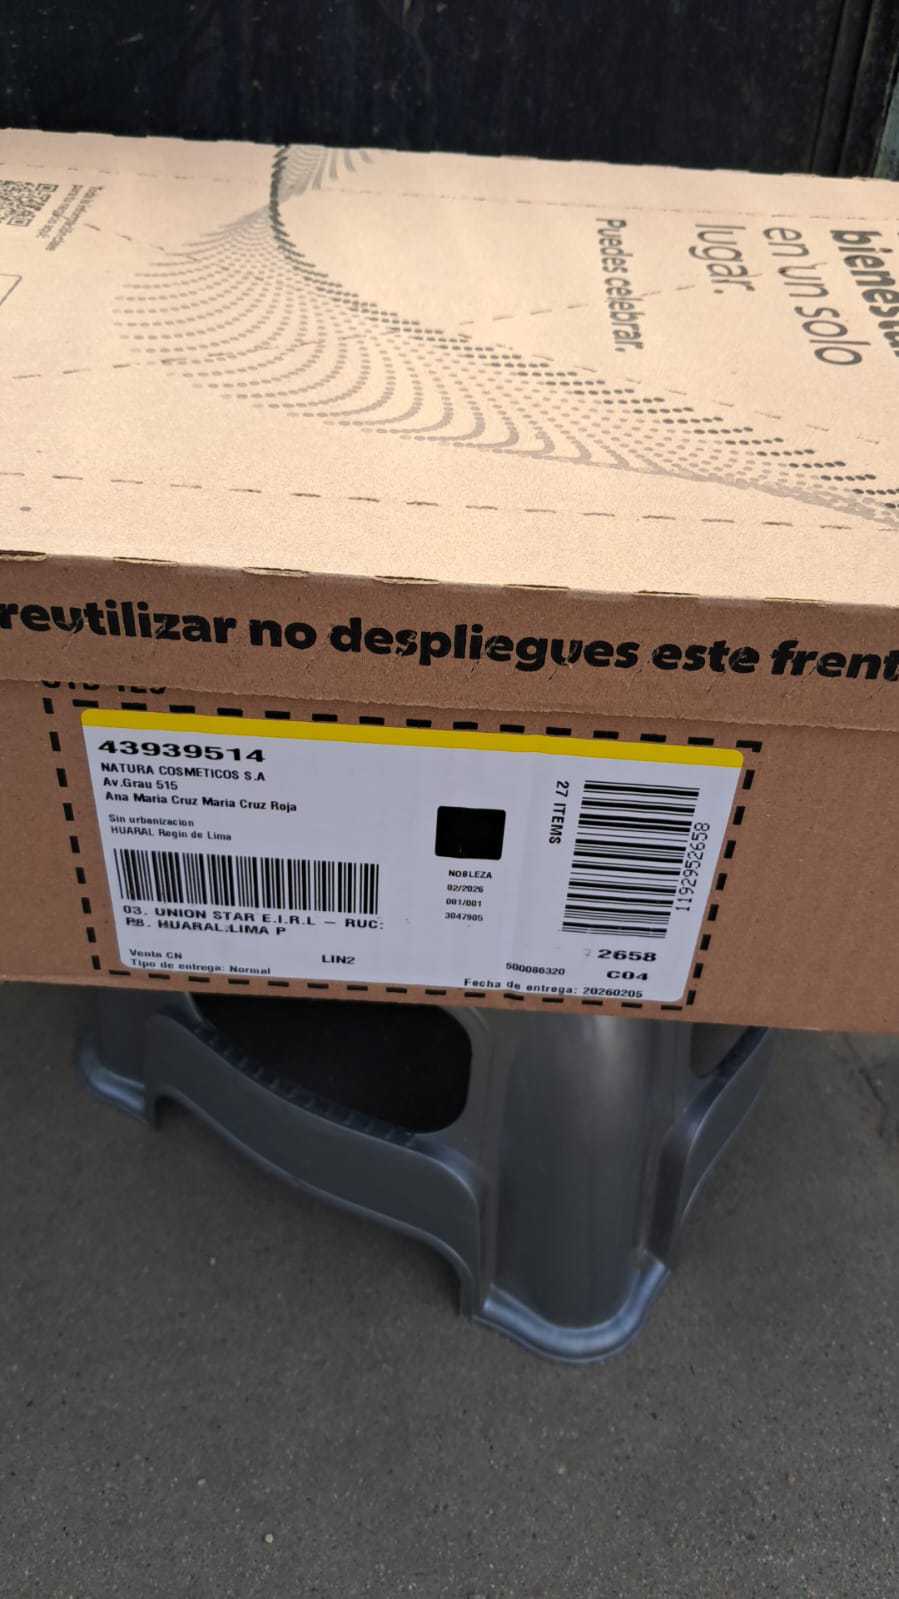 Puedes celebrar.
en un solo
lugar.
reutilizar no despliegues este
43939514
NATURA COSMETICOS S.A
Av.Grau 515
Ana Maria Cruz Maria Cruz Roja
Sin urbanizacion
HUARAL Regin de Lima
03. UNION STAR E.I.R.L - RUC:
P8. HUARAL.LIMA P
Venta CN
Tipo de entrega: Normal
LIN2
NOBLEZA
02/2026
001/001
3047905
27 ITEMS
1192952658
2658
500086320
C04
Fecha de entrega: 20260205